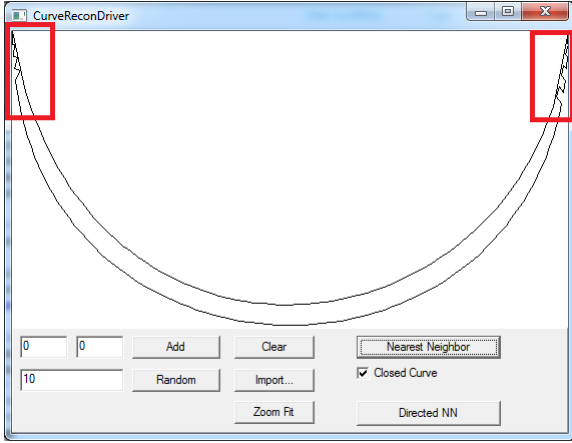 CurveReconDriver
0 0 Add Clear Nearest Neighbor
10 Random Import... Closed Curve
Zoom Fit Directed NN